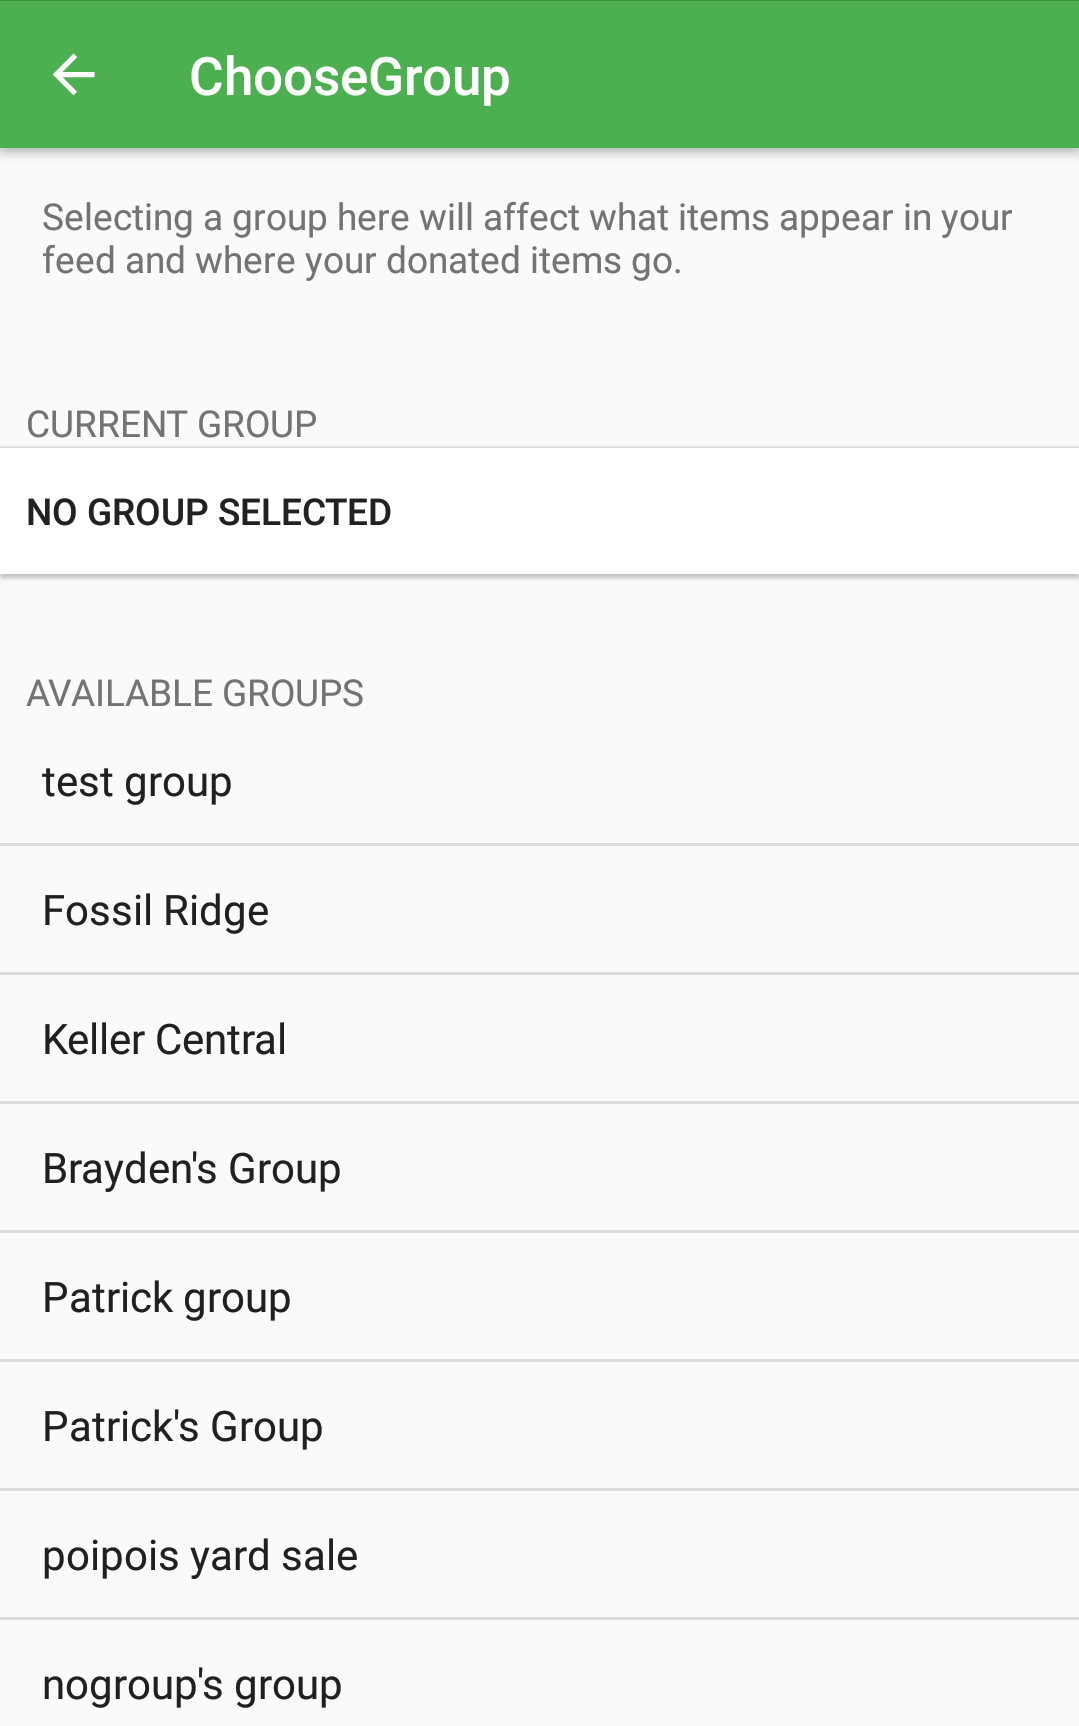 ChooseGroup
Selecting a group here will affect what items appear in your
feed and where your donated items go.
CURRENT GROUP
NO GROUP SELECTED
AVAILABLE GROUPS
test group
Fossil Ridge
Keller Central
Brayden's Group
Patrick group
Patrick's Group
poipois yard sale
nogroup's group